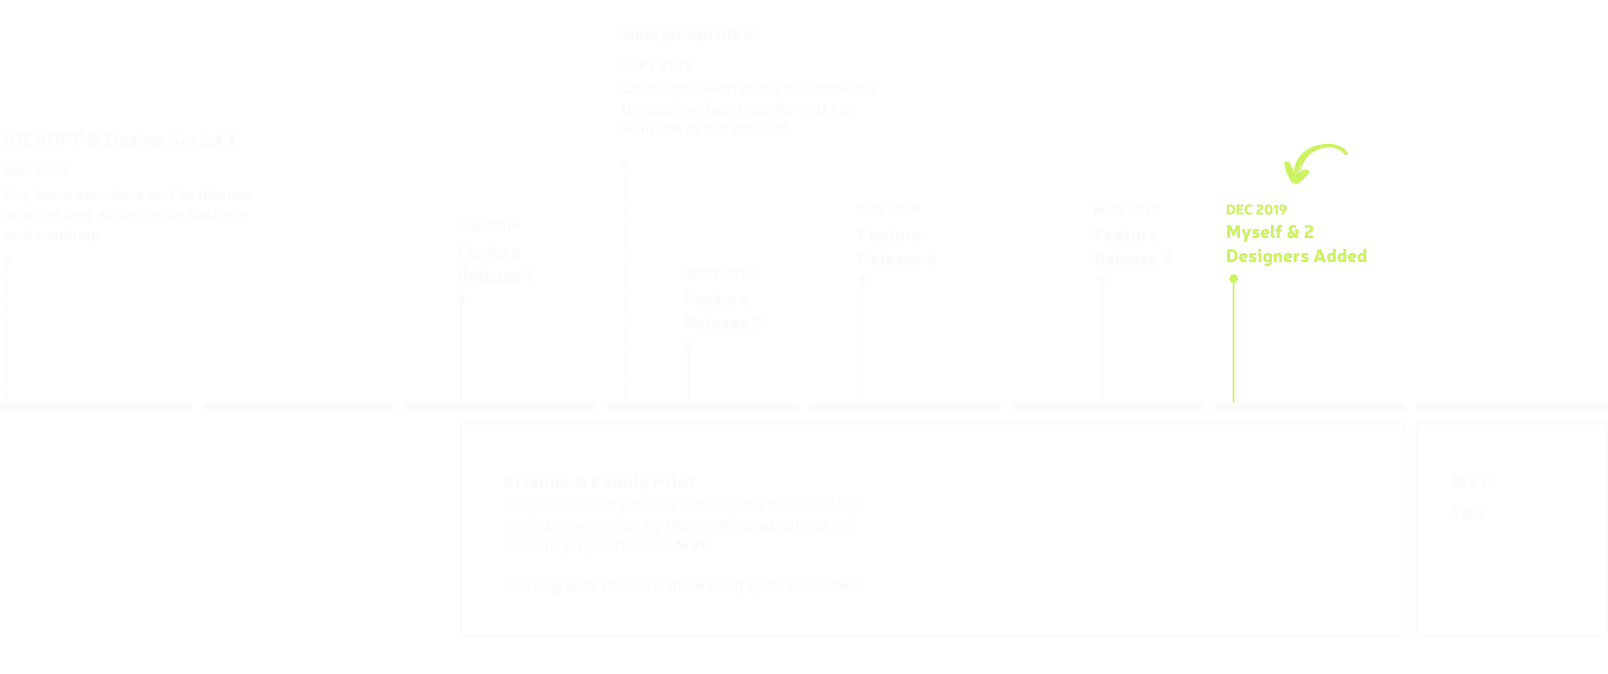 Design Sprint 2
SEPT 2019
Conducted with client stakeholders
to receive functionality and key
features of the product.
KICKOFF & Design Sprint 1
MAY 2019
Key team members met to discuss
product and define initial features
and roadmap.
AUG 2019
Feature
Release 1
SEPT 2019
Feature
Release 2
OCT 2019
Feature
Release 3
NOV 2019
Feature
Release 4
DEC 2019
Myself & 2
Designers Added
Friends & Family Pilot
Early version of product with limited functionality,
tested internally or by those affiliated with State
Farm in preparation for MVP.
Starting with 10 users, increasing up to 500 users.
MVP
TBD